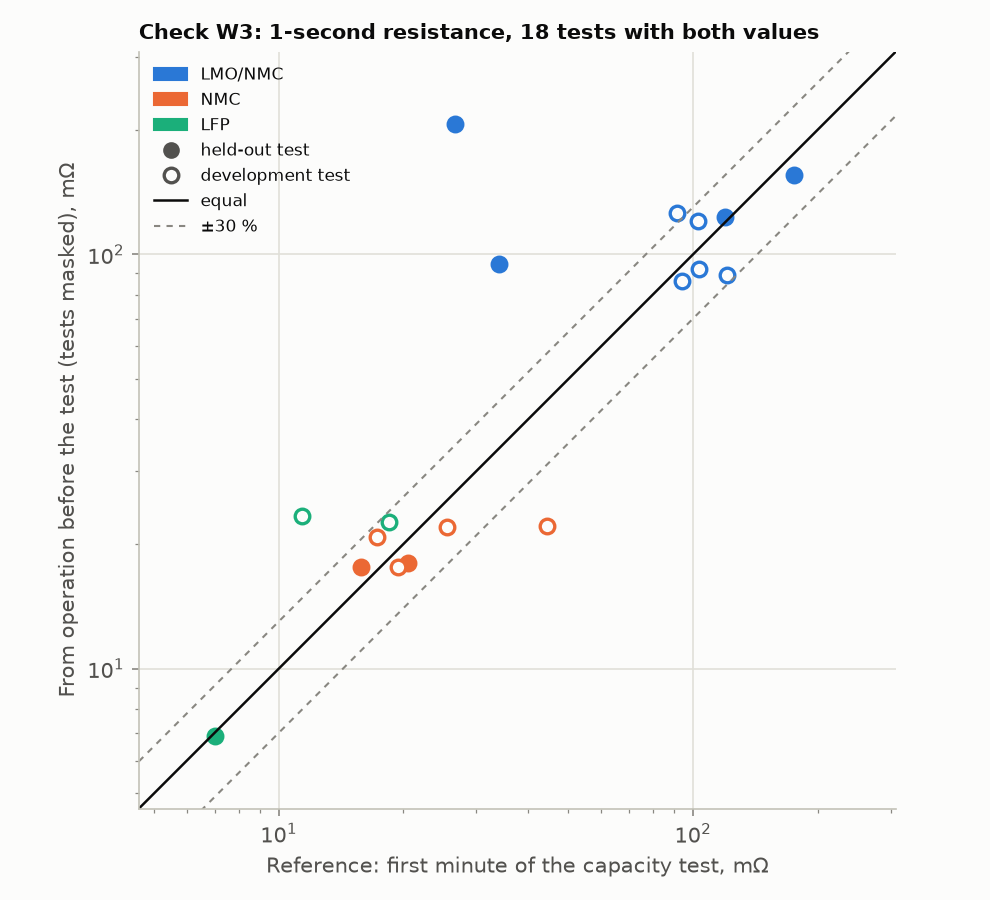 Check W3: 1-second resistance, 18 tests with both values
LMO/NMC
NMC
LFP
held-out test
development test
equal
±30 %
From operation before the test (tests masked), mΩ
10²
10¹
10¹
10²
Reference: first minute of the capacity test, mΩ